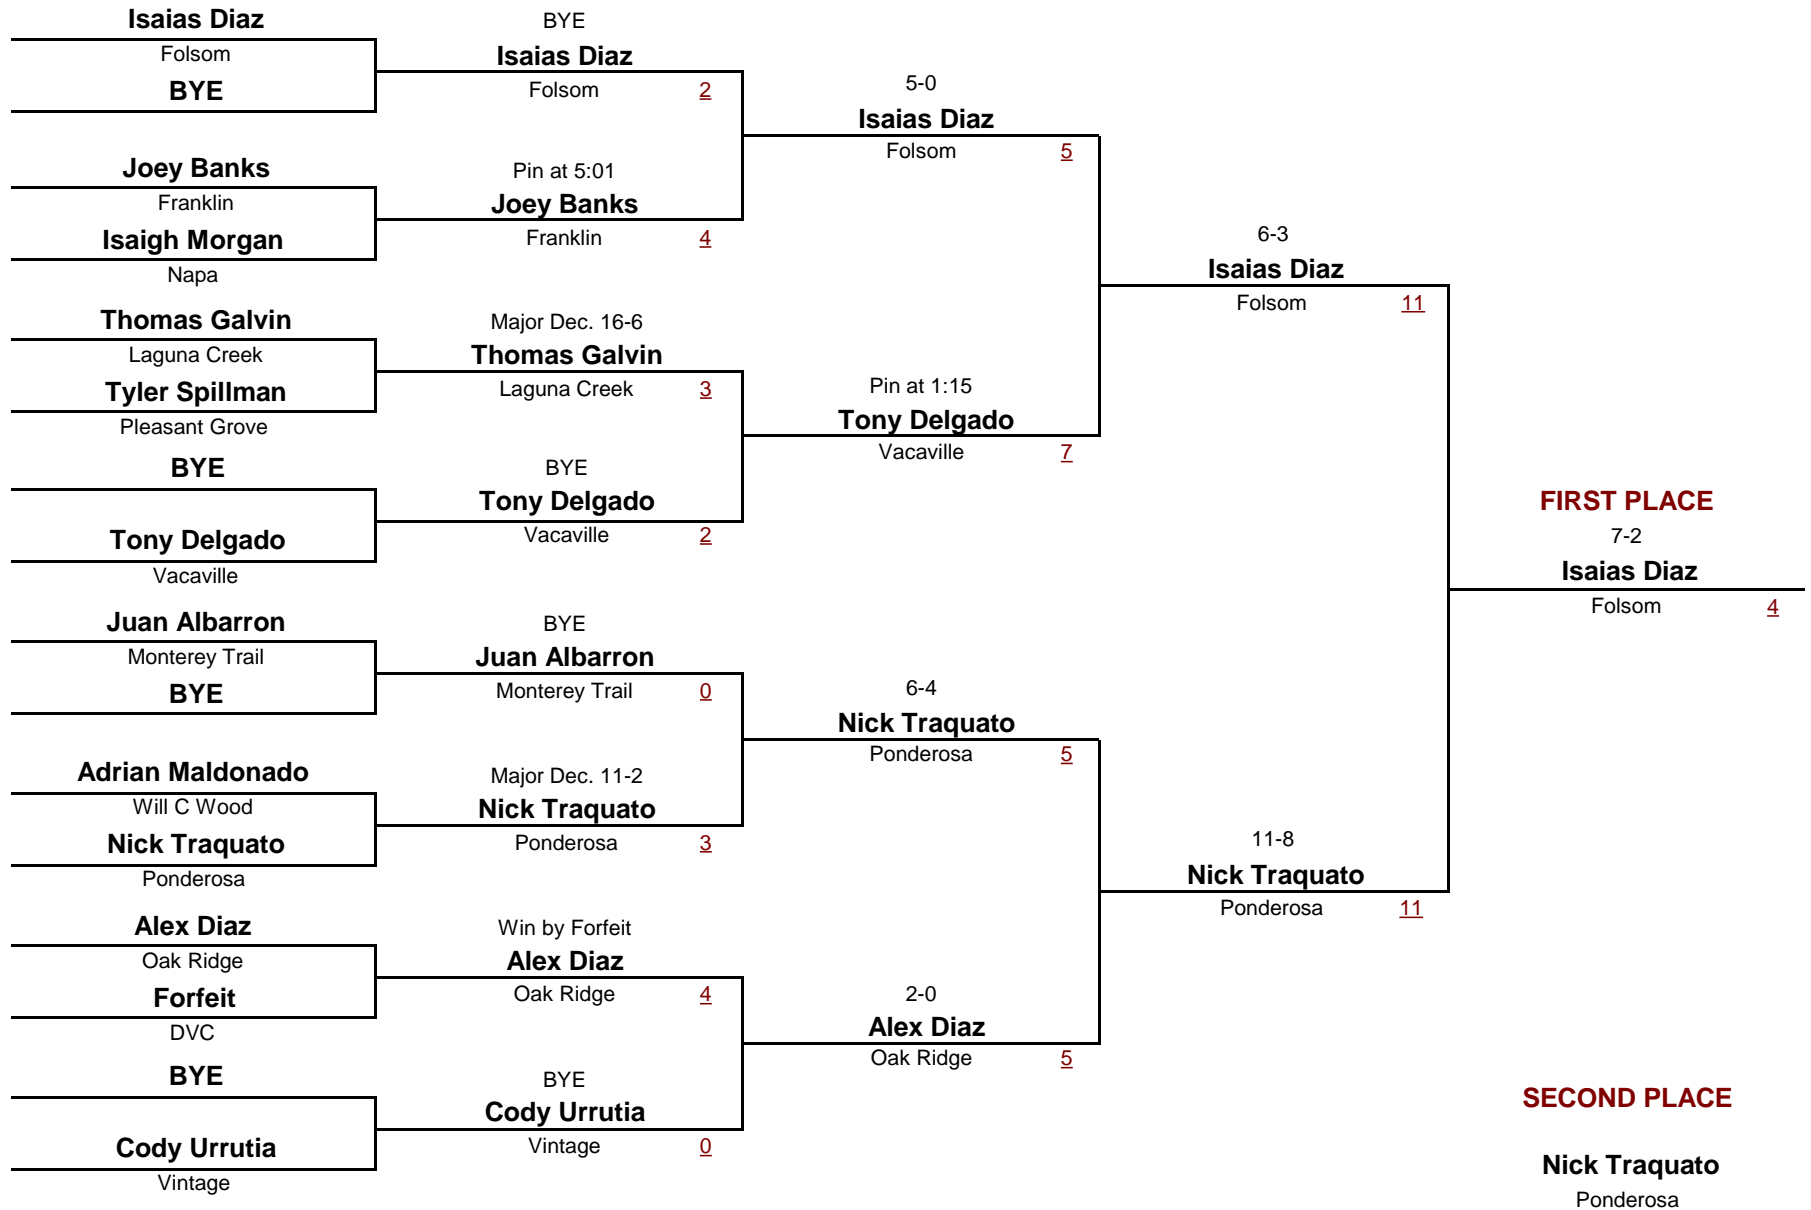 Isaias Diaz
Folsom
BYE
Joey Banks
Franklin
Isaigh Morgan
Napa
Thomas Galvin
Laguna Creek
Tyler Spillman
Pleasant Grove
BYE
Tony Delgado
Vacaville
Juan Albarron
Monterey Trail
BYE
Adrian Maldonado
Will C Wood
Nick Traquato
Ponderosa
Alex Diaz
Oak Ridge
Forfeit
DVC
BYE
Cody Urrutia
Vintage
BYE
Isaias Diaz
Folsom 2
Pin at 5:01
Joey Banks
Franklin 4
Major Dec. 16-6
Thomas Galvin
Laguna Creek 3
BYE
Tony Delgado
Vacaville 2
BYE
Juan Albarron
Monterey Trail 0
Major Dec. 11-2
Nick Traquato
Ponderosa 3
Win by Forfeit
Alex Diaz
Oak Ridge 4
BYE
Cody Urrutia
Vintage 0
5-0
Isaias Diaz
Folsom 5
Pin at 1:15
Tony Delgado
Vacaville 7
6-4
Nick Traquato
Ponderosa 5
2-0
Alex Diaz
Oak Ridge 5
6-3
Isaias Diaz
Folsom 11
11-8
Nick Traquato
Ponderosa 11
FIRST PLACE
7-2
Isaias Diaz
Folsom 4
SECOND PLACE
Nick Traquato
Ponderosa